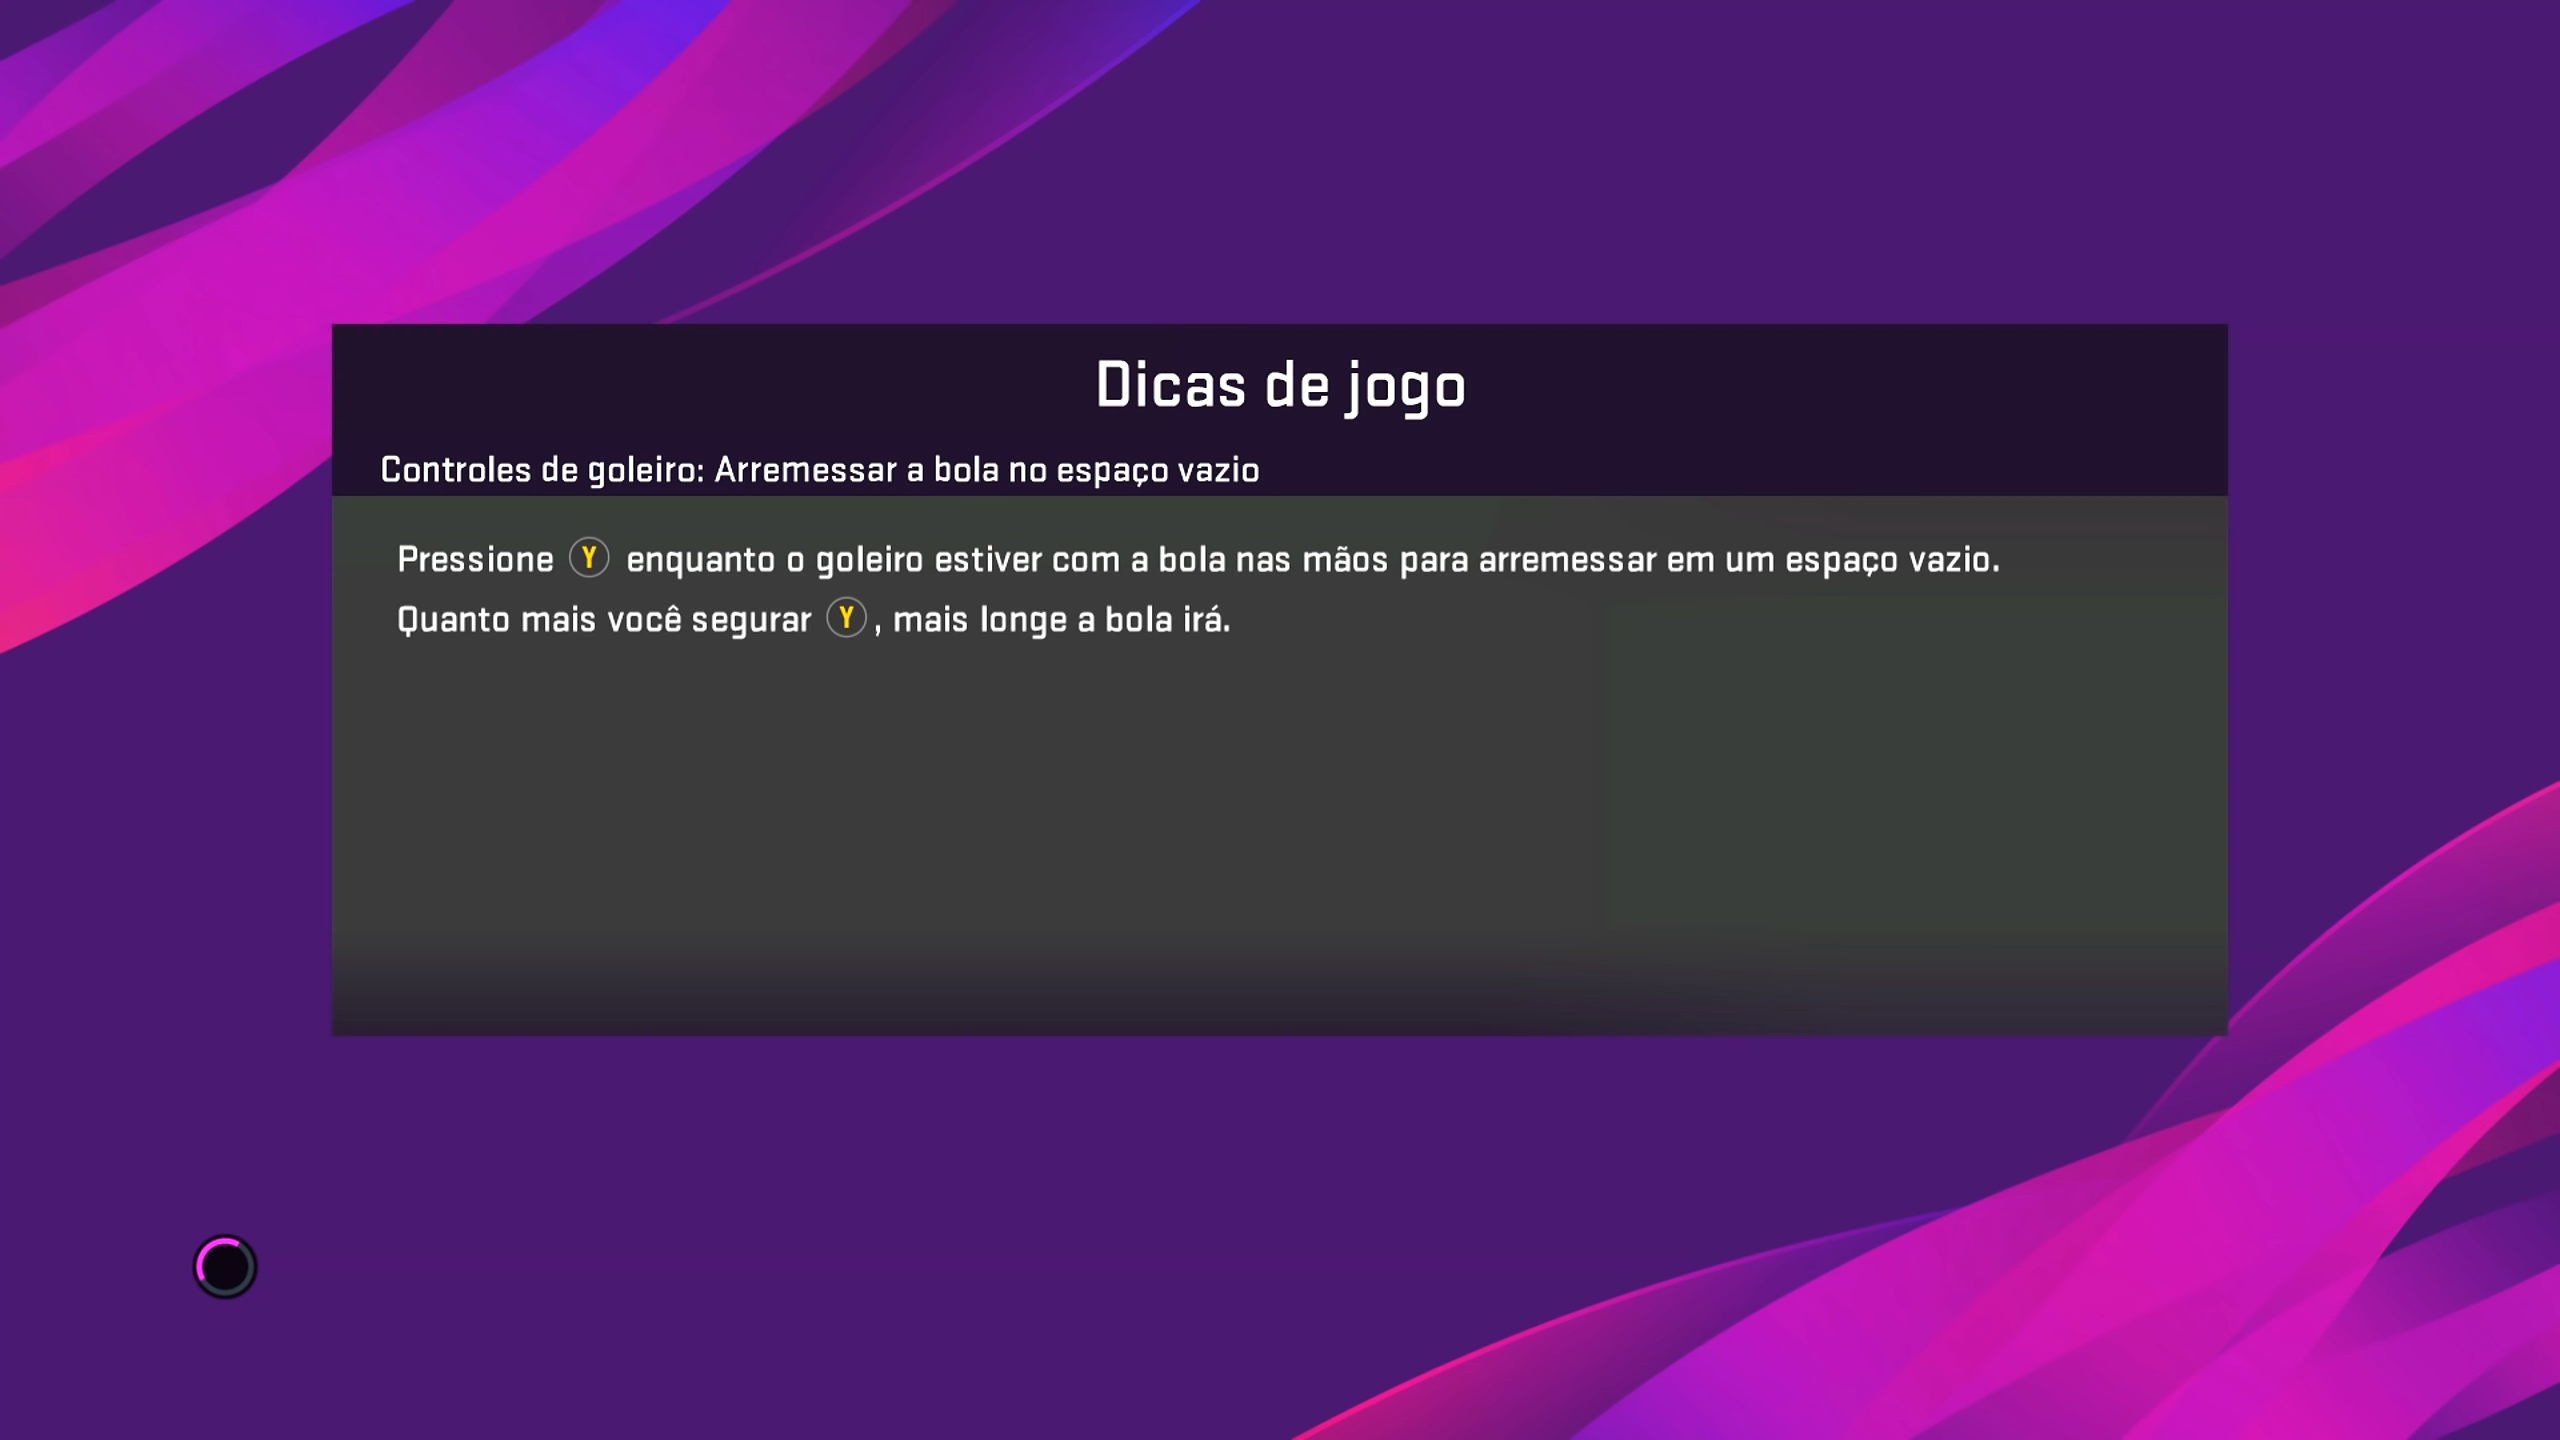 Dicas de jogo
Controles de goleiro: Arremessar a bola no espaço vazio
Pressione Y enquanto o goleiro estiver com a bola nas mãos para arremessar em um espaço vazio.
Quanto mais você segurar Y, mais longe a bola irá.